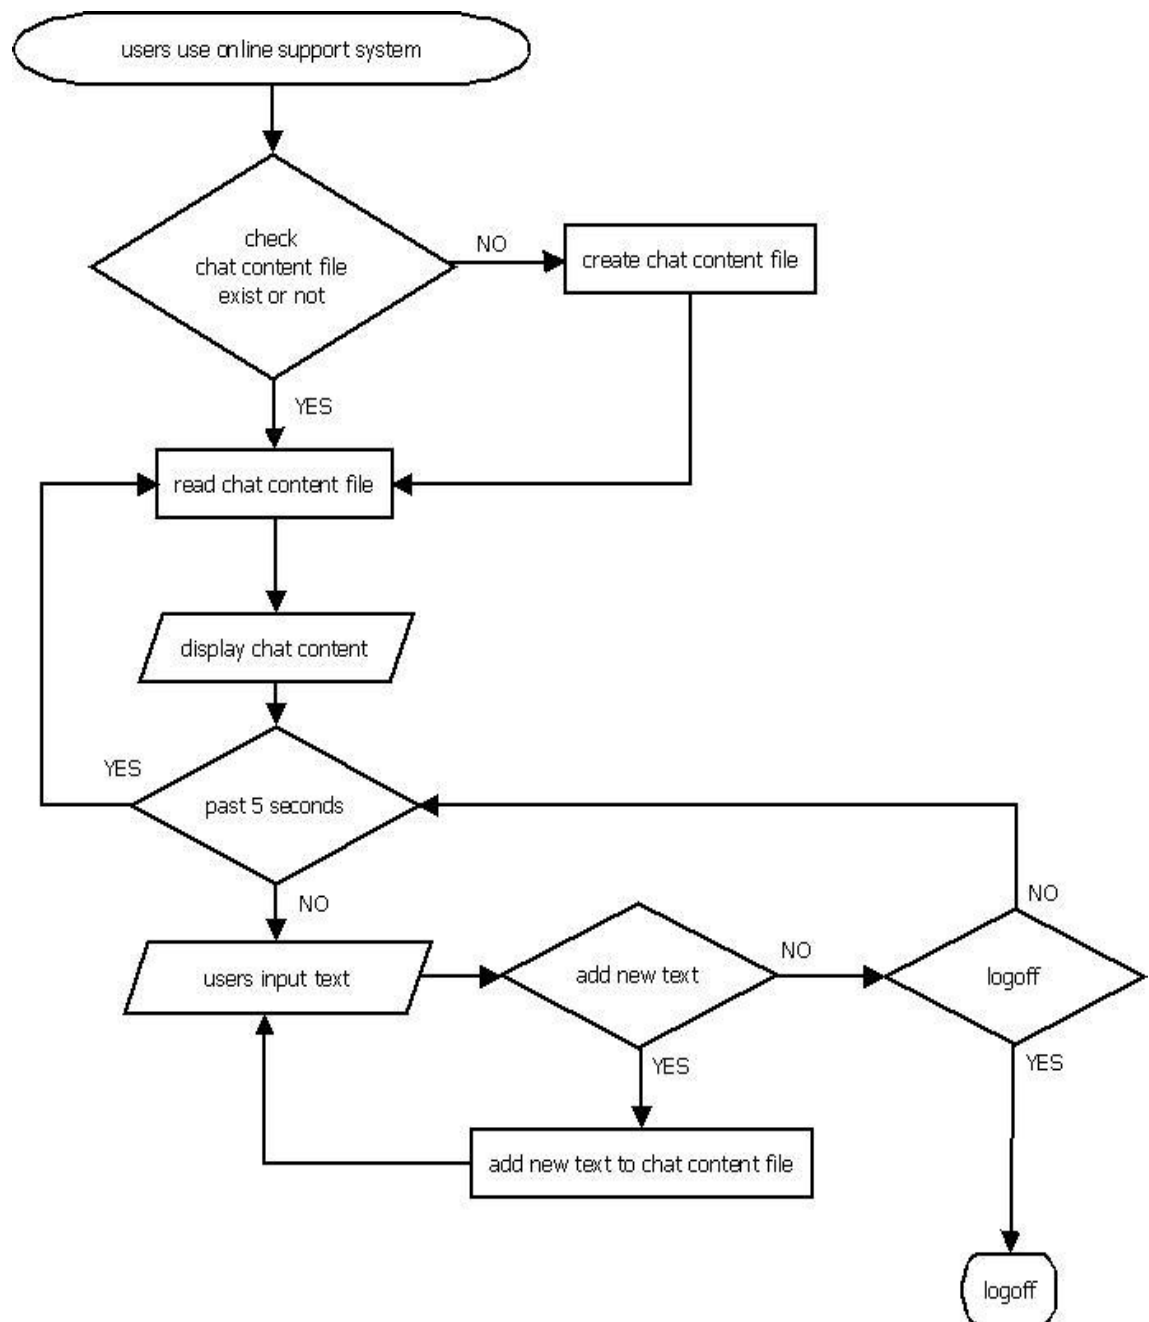 users use online support system
check
chat content file
exist or not
NO
create chat content file
YES
read chat content file
display chat content
YES
past 5 seconds
NO
users input text
add new text
NO
logoff
NO
YES
YES
add new text to chat content file
logoff